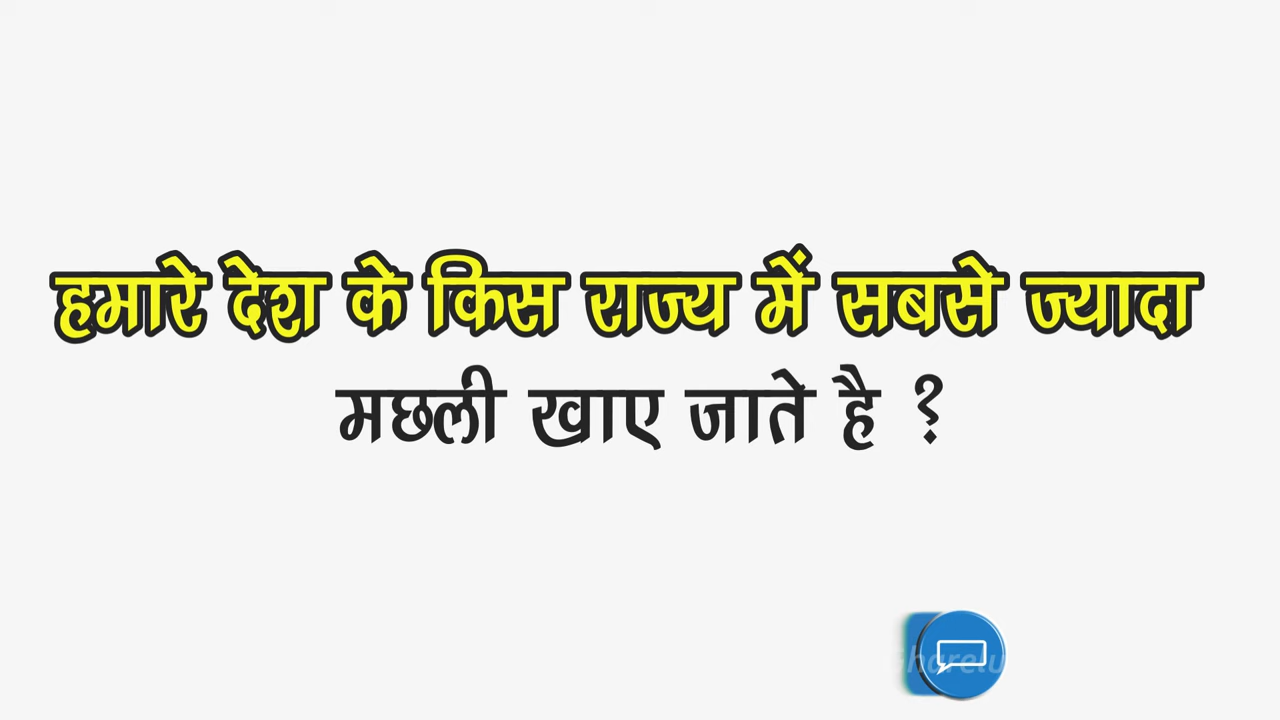 हमारे देश के किस राज्य में सबसे ज्यादा
मछली खाए जाते है ?